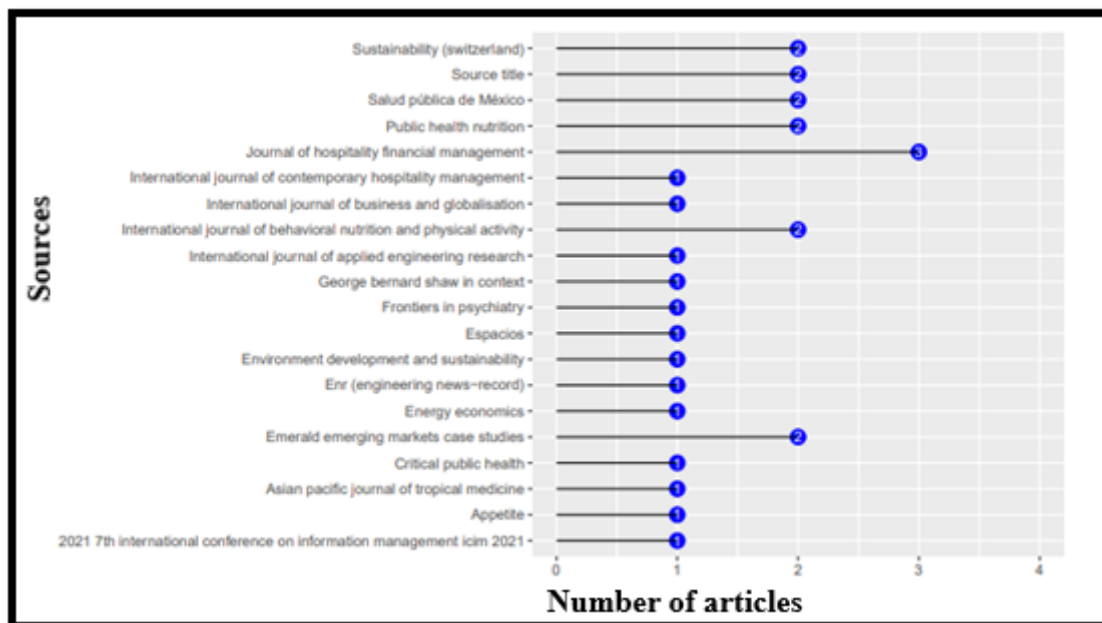 Sources
Sustainability (switzerland) 2
Source title 2
Salud pública de México 2
Public health nutrition 2
Journal of hospitality financial management 3
International journal of contemporary hospitality management 1
International journal of business and globalisation 1
International journal of behavioral nutrition and physical activity 2
International journal of applied engineering research 1
George bernard shaw in context 1
Frontiers in psychiatry 1
Espacios 1
Environment development and sustainability 1
Enr (engineering news-record) 1
Energy economics 1
Emerald emerging markets case studies 2
Critical public health 1
Asian pacific journal of tropical medicine 1
Appetite 1
2021 7th international conference on information management icim 2021 1
0 1 2 3 4
Number of articles